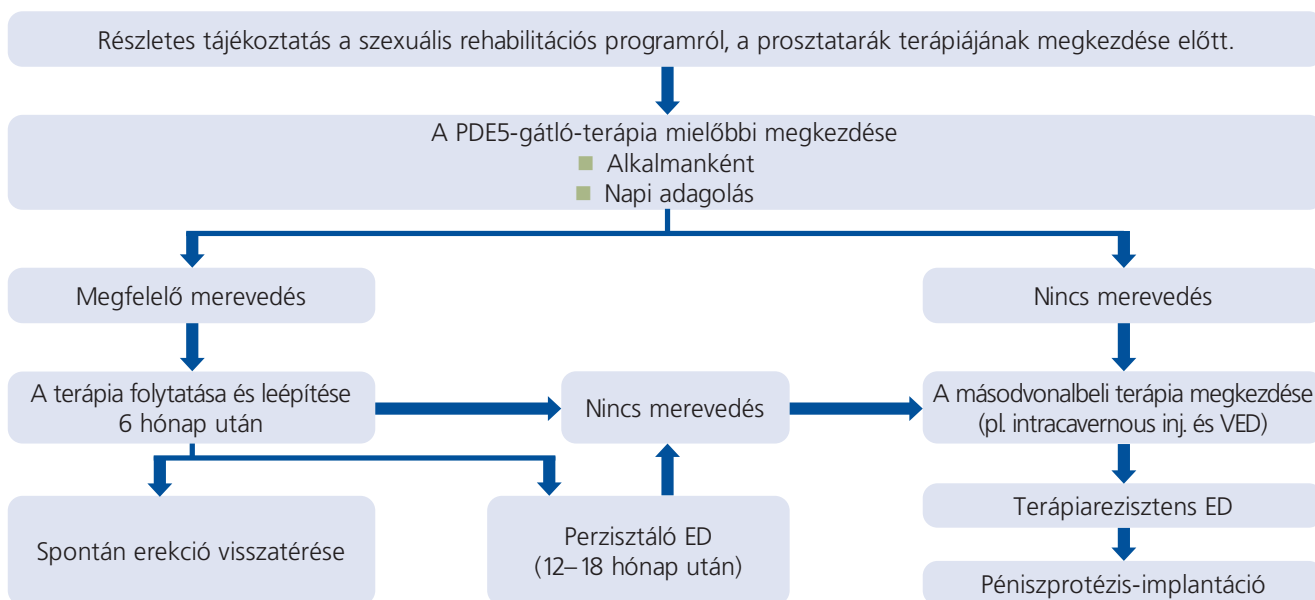 Részletes tájékoztatás a szexuális rehabilitációs programról, a prosztatarák terápiájának megkezdése előtt.
A PDE5-gátló-terápia mielőbbi megkezdése
Alkalmanként
Napi adagolás
Megfelelő merevedés
Nincs merevedés
A terápia folytatása és leépítése
6 hónap után
Nincs merevedés
A másodvonalbeli terápia megkezdése
(pl. intracavernous inj. és VED)
Spontán erekció visszatérése
Perzisztáló ED
(12–18 hónap után)
Terápiarezisztens ED
Péniszprotézis-implantáció